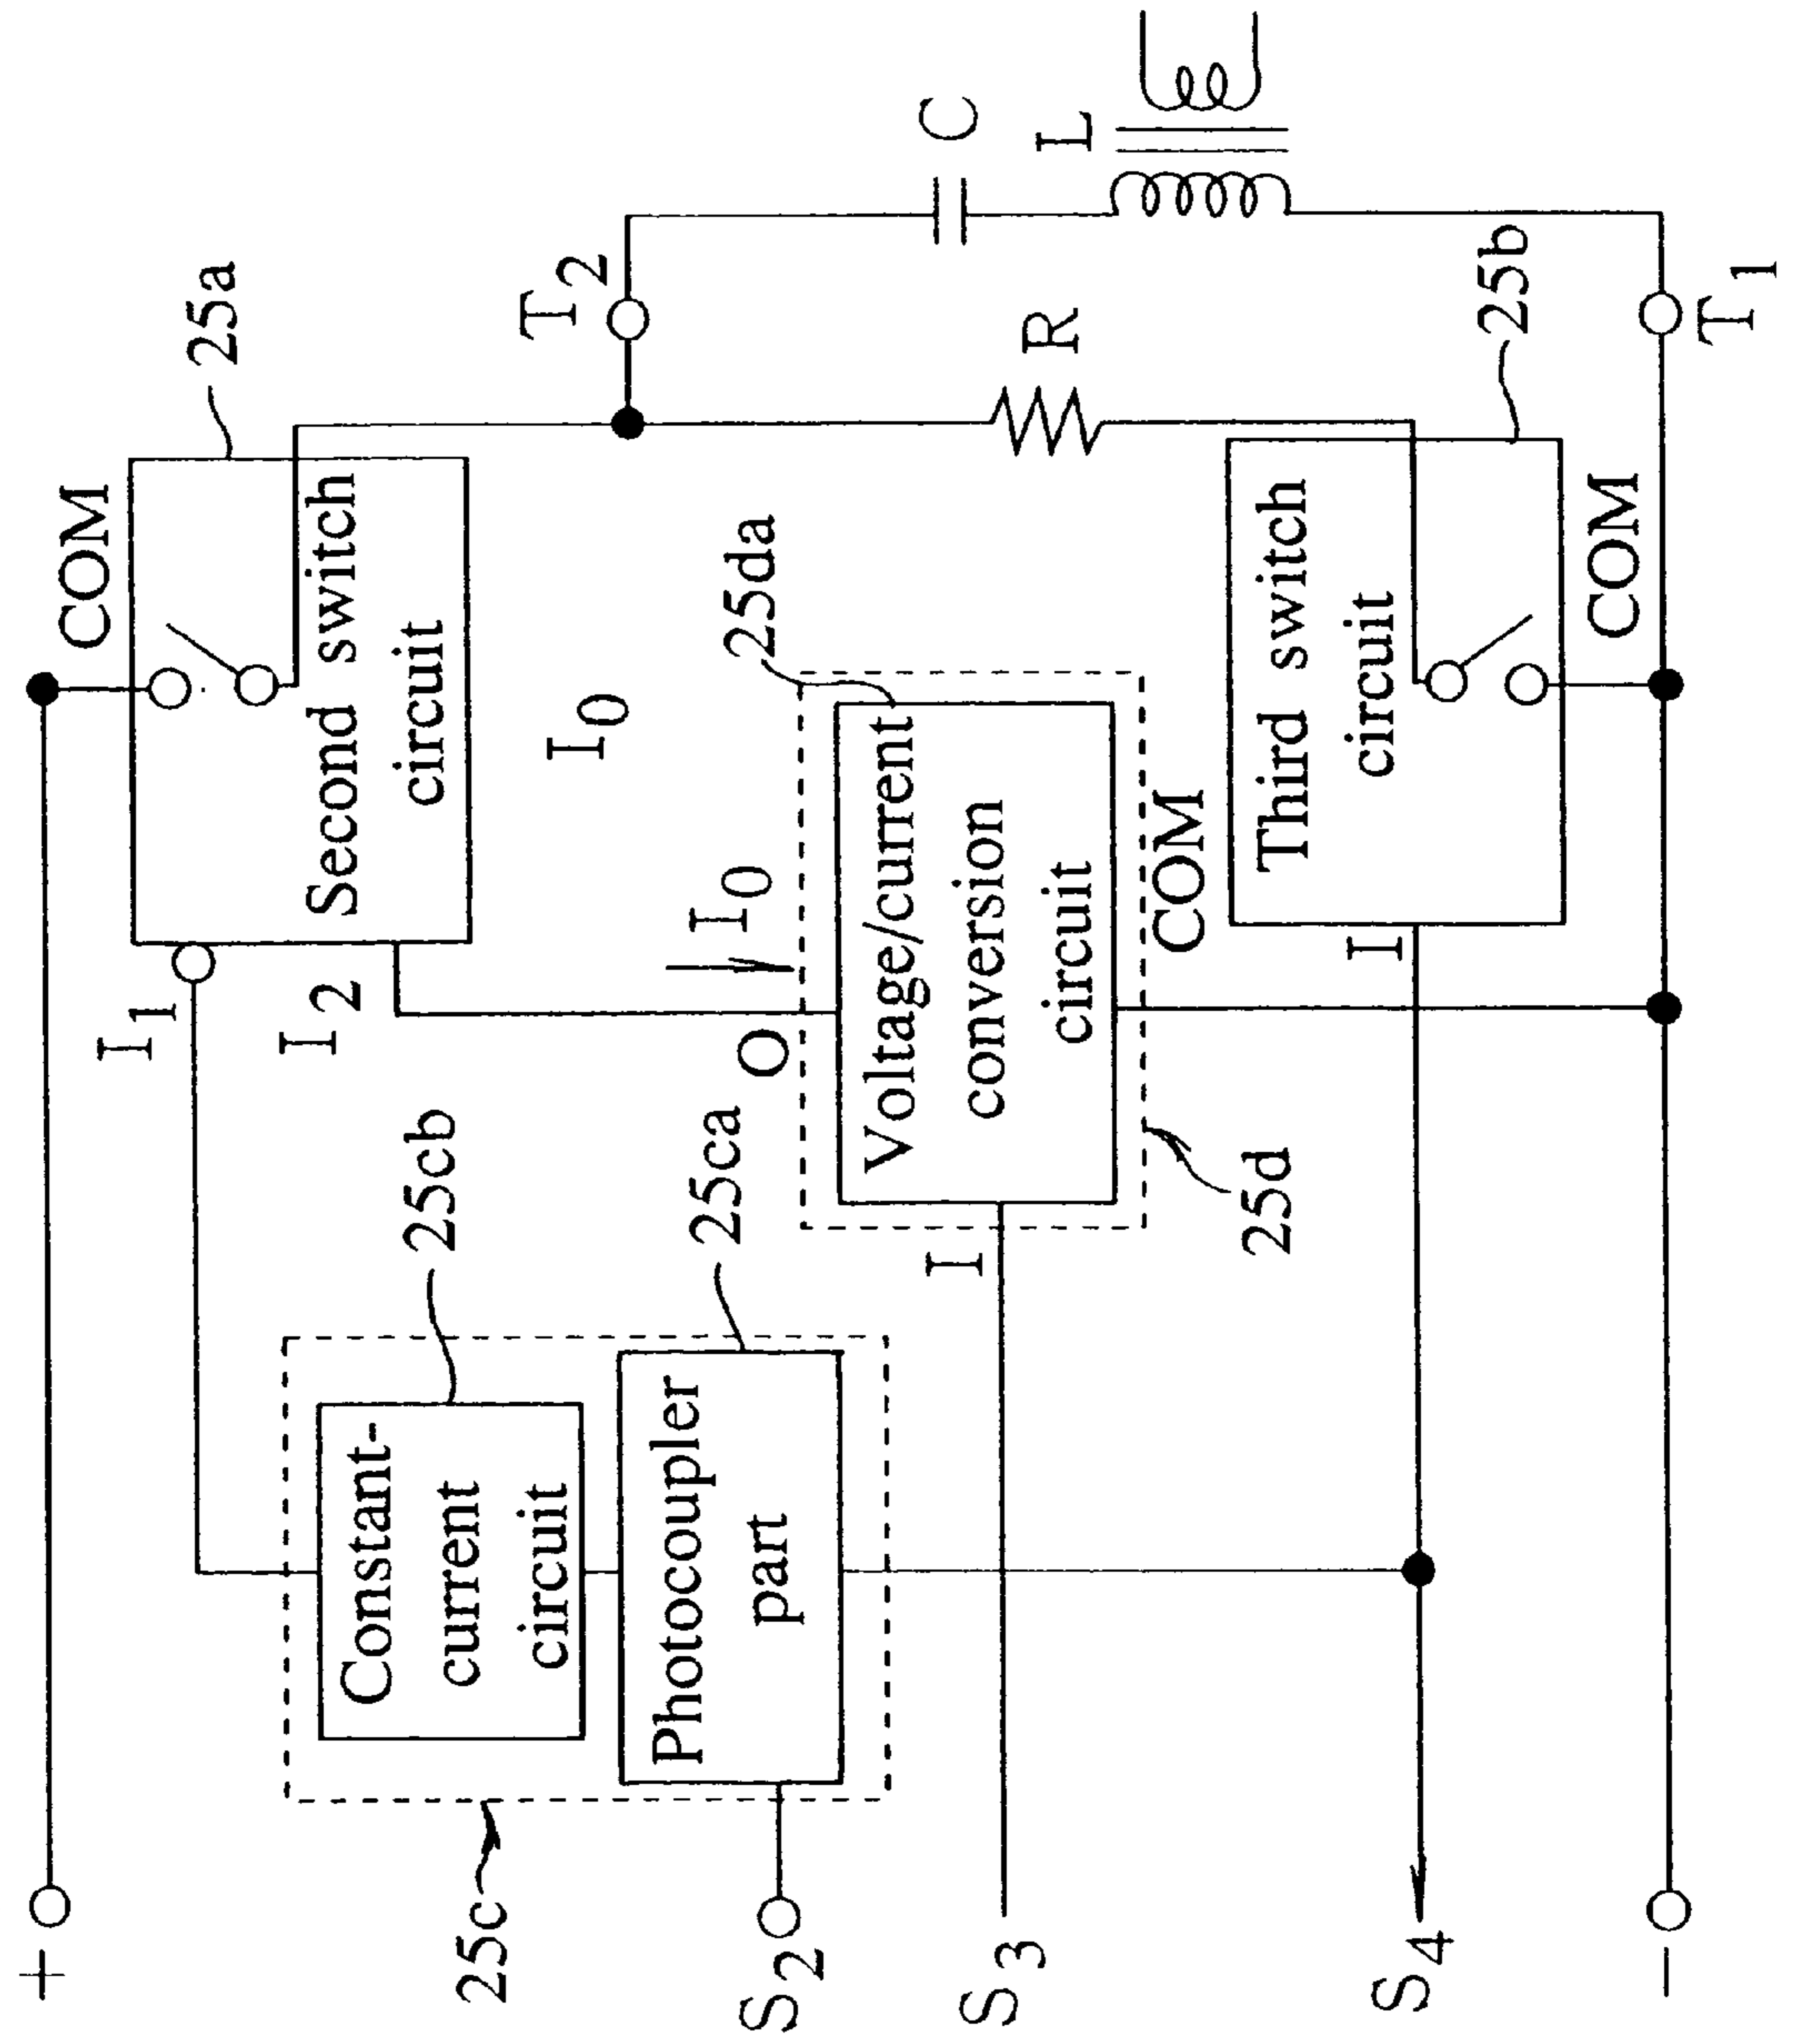 +
COM
25a
I1
I2
Second switch
circuit
I0
T2
C
L
25c
Constant-
current
circuit
25cb
Photocoupler
part
25ca
S2
O
I0
25da
Voltage/current
conversion
circuit
COM
I
25d
R
S3
Third switch
circuit
I
25b
COM
S4
T1
−